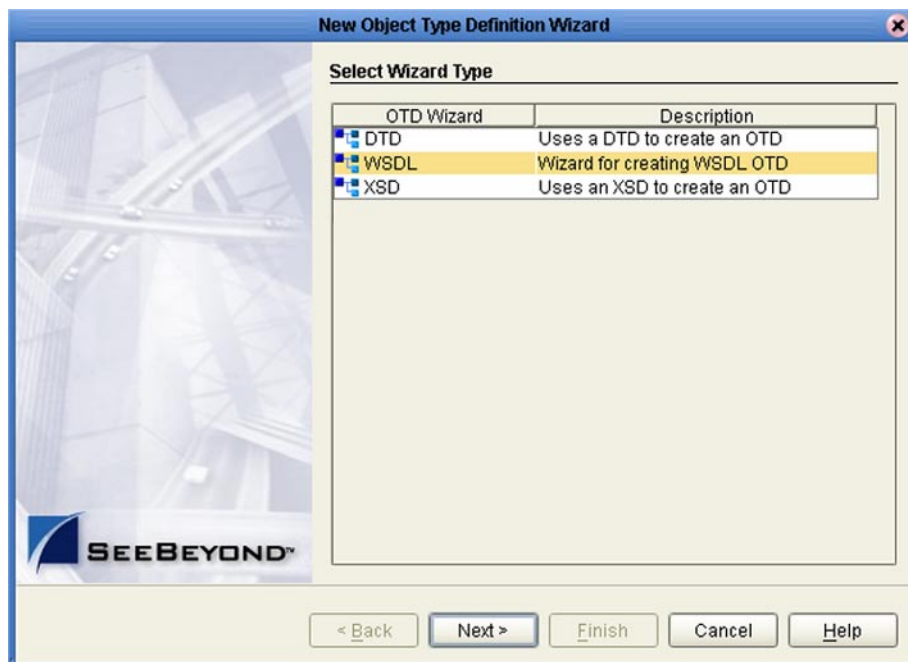 New Object Type Definition Wizard
Select Wizard Type
OTD Wizard Description
DTD Uses a DTD to create an OTD
WSDL Wizard for creating WSDL OTD
XSD Uses an XSD to create an OTD
SEEBEYOND™
< Back Next > Finish Cancel Help